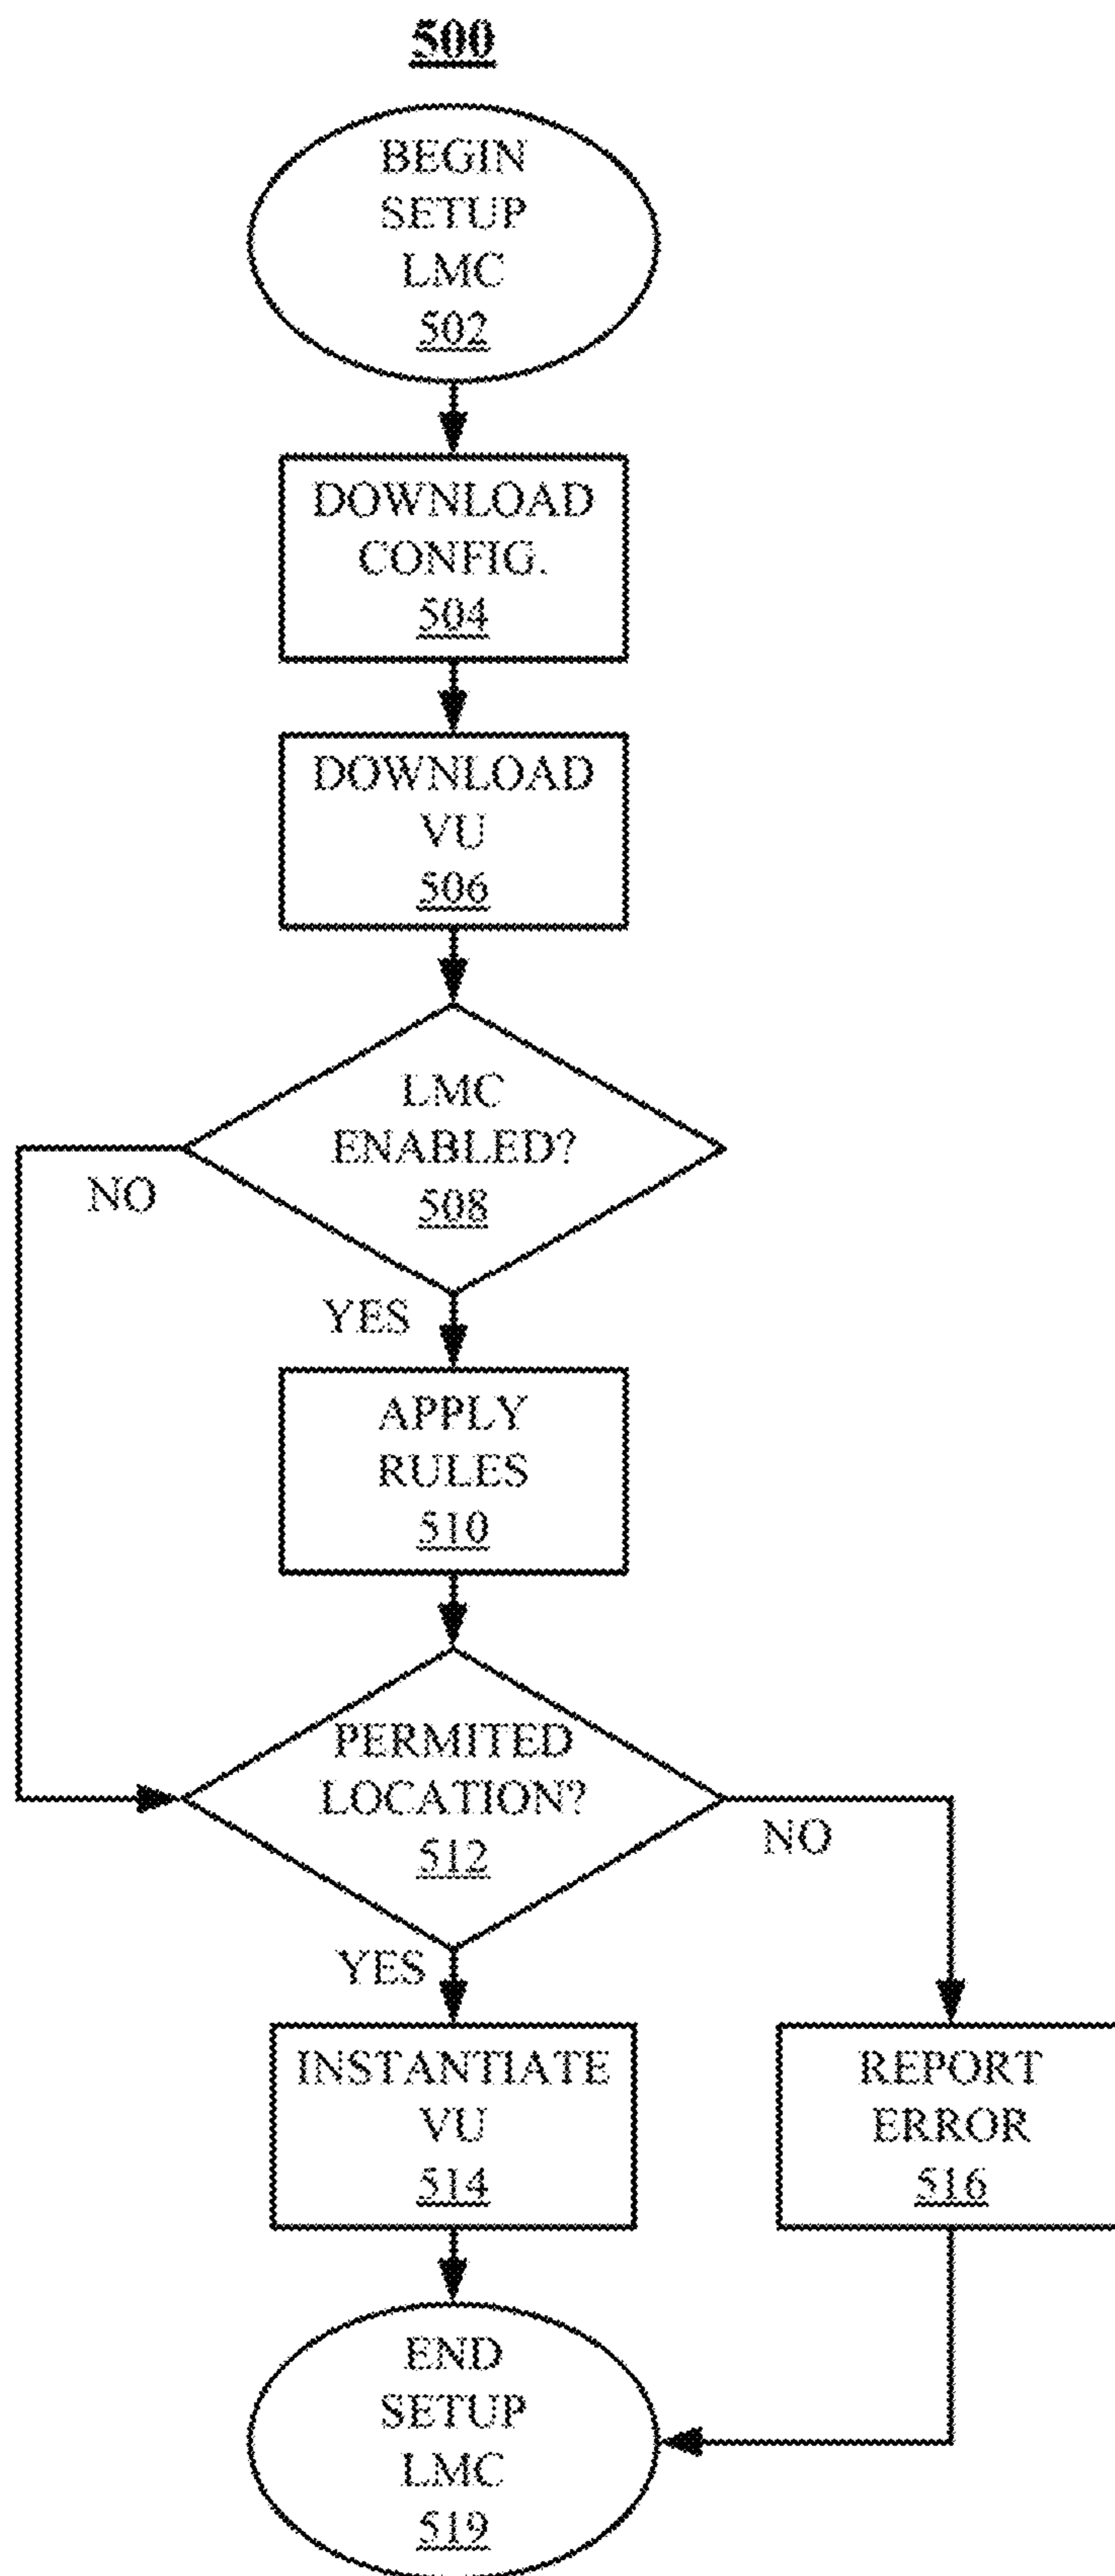 500
BEGIN
SETUP
LMC
502
DOWNLOAD
CONFIG.
504
DOWNLOAD
VU
506
LMC
ENABLED?
508
NO
YES
APPLY
RULES
510
PERMITED
LOCATION?
512
NO
YES
INSTANTIATE
VU
514
REPORT
ERROR
516
END
SETUP
LMC
519